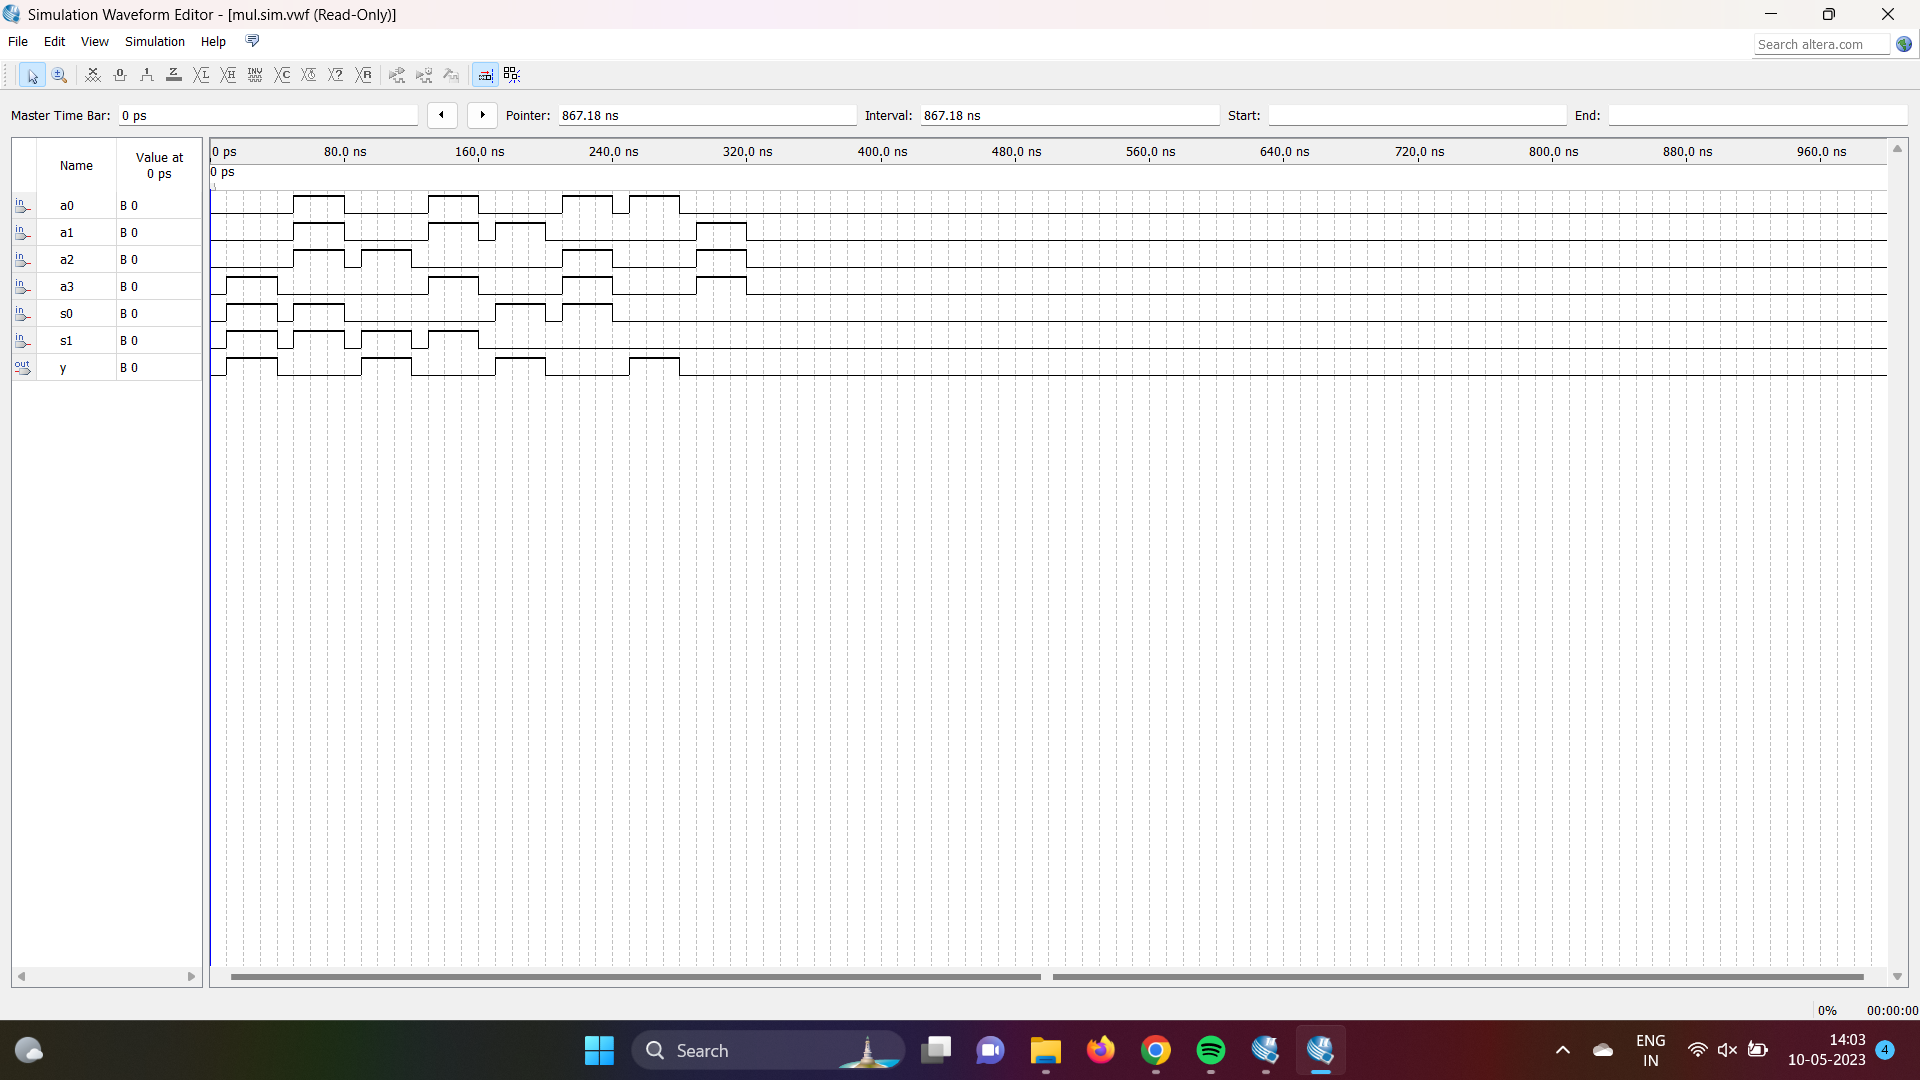 Simulation Waveform Editor - [mul.sim.vwf (Read-Only)]
File Edit View Simulation Help
Search altera.com
Master Time Bar: 0 ps Pointer: 867.18 ns Interval: 867.18 ns Start: End:
Name Value at 0 ps
0 ps 80.0 ns 160.0 ns 240.0 ns 320.0 ns 400.0 ns 480.0 ns 560.0 ns 640.0 ns 720.0 ns 800.0 ns 880.0 ns 960.0 ns
0 ps
in a0 B 0
in a1 B 0
in a2 B 0
in a3 B 0
in s0 B 0
in s1 B 0
out y B 0
0% 00:00:00
Search
ENG
IN
14:03
10-05-2023
4